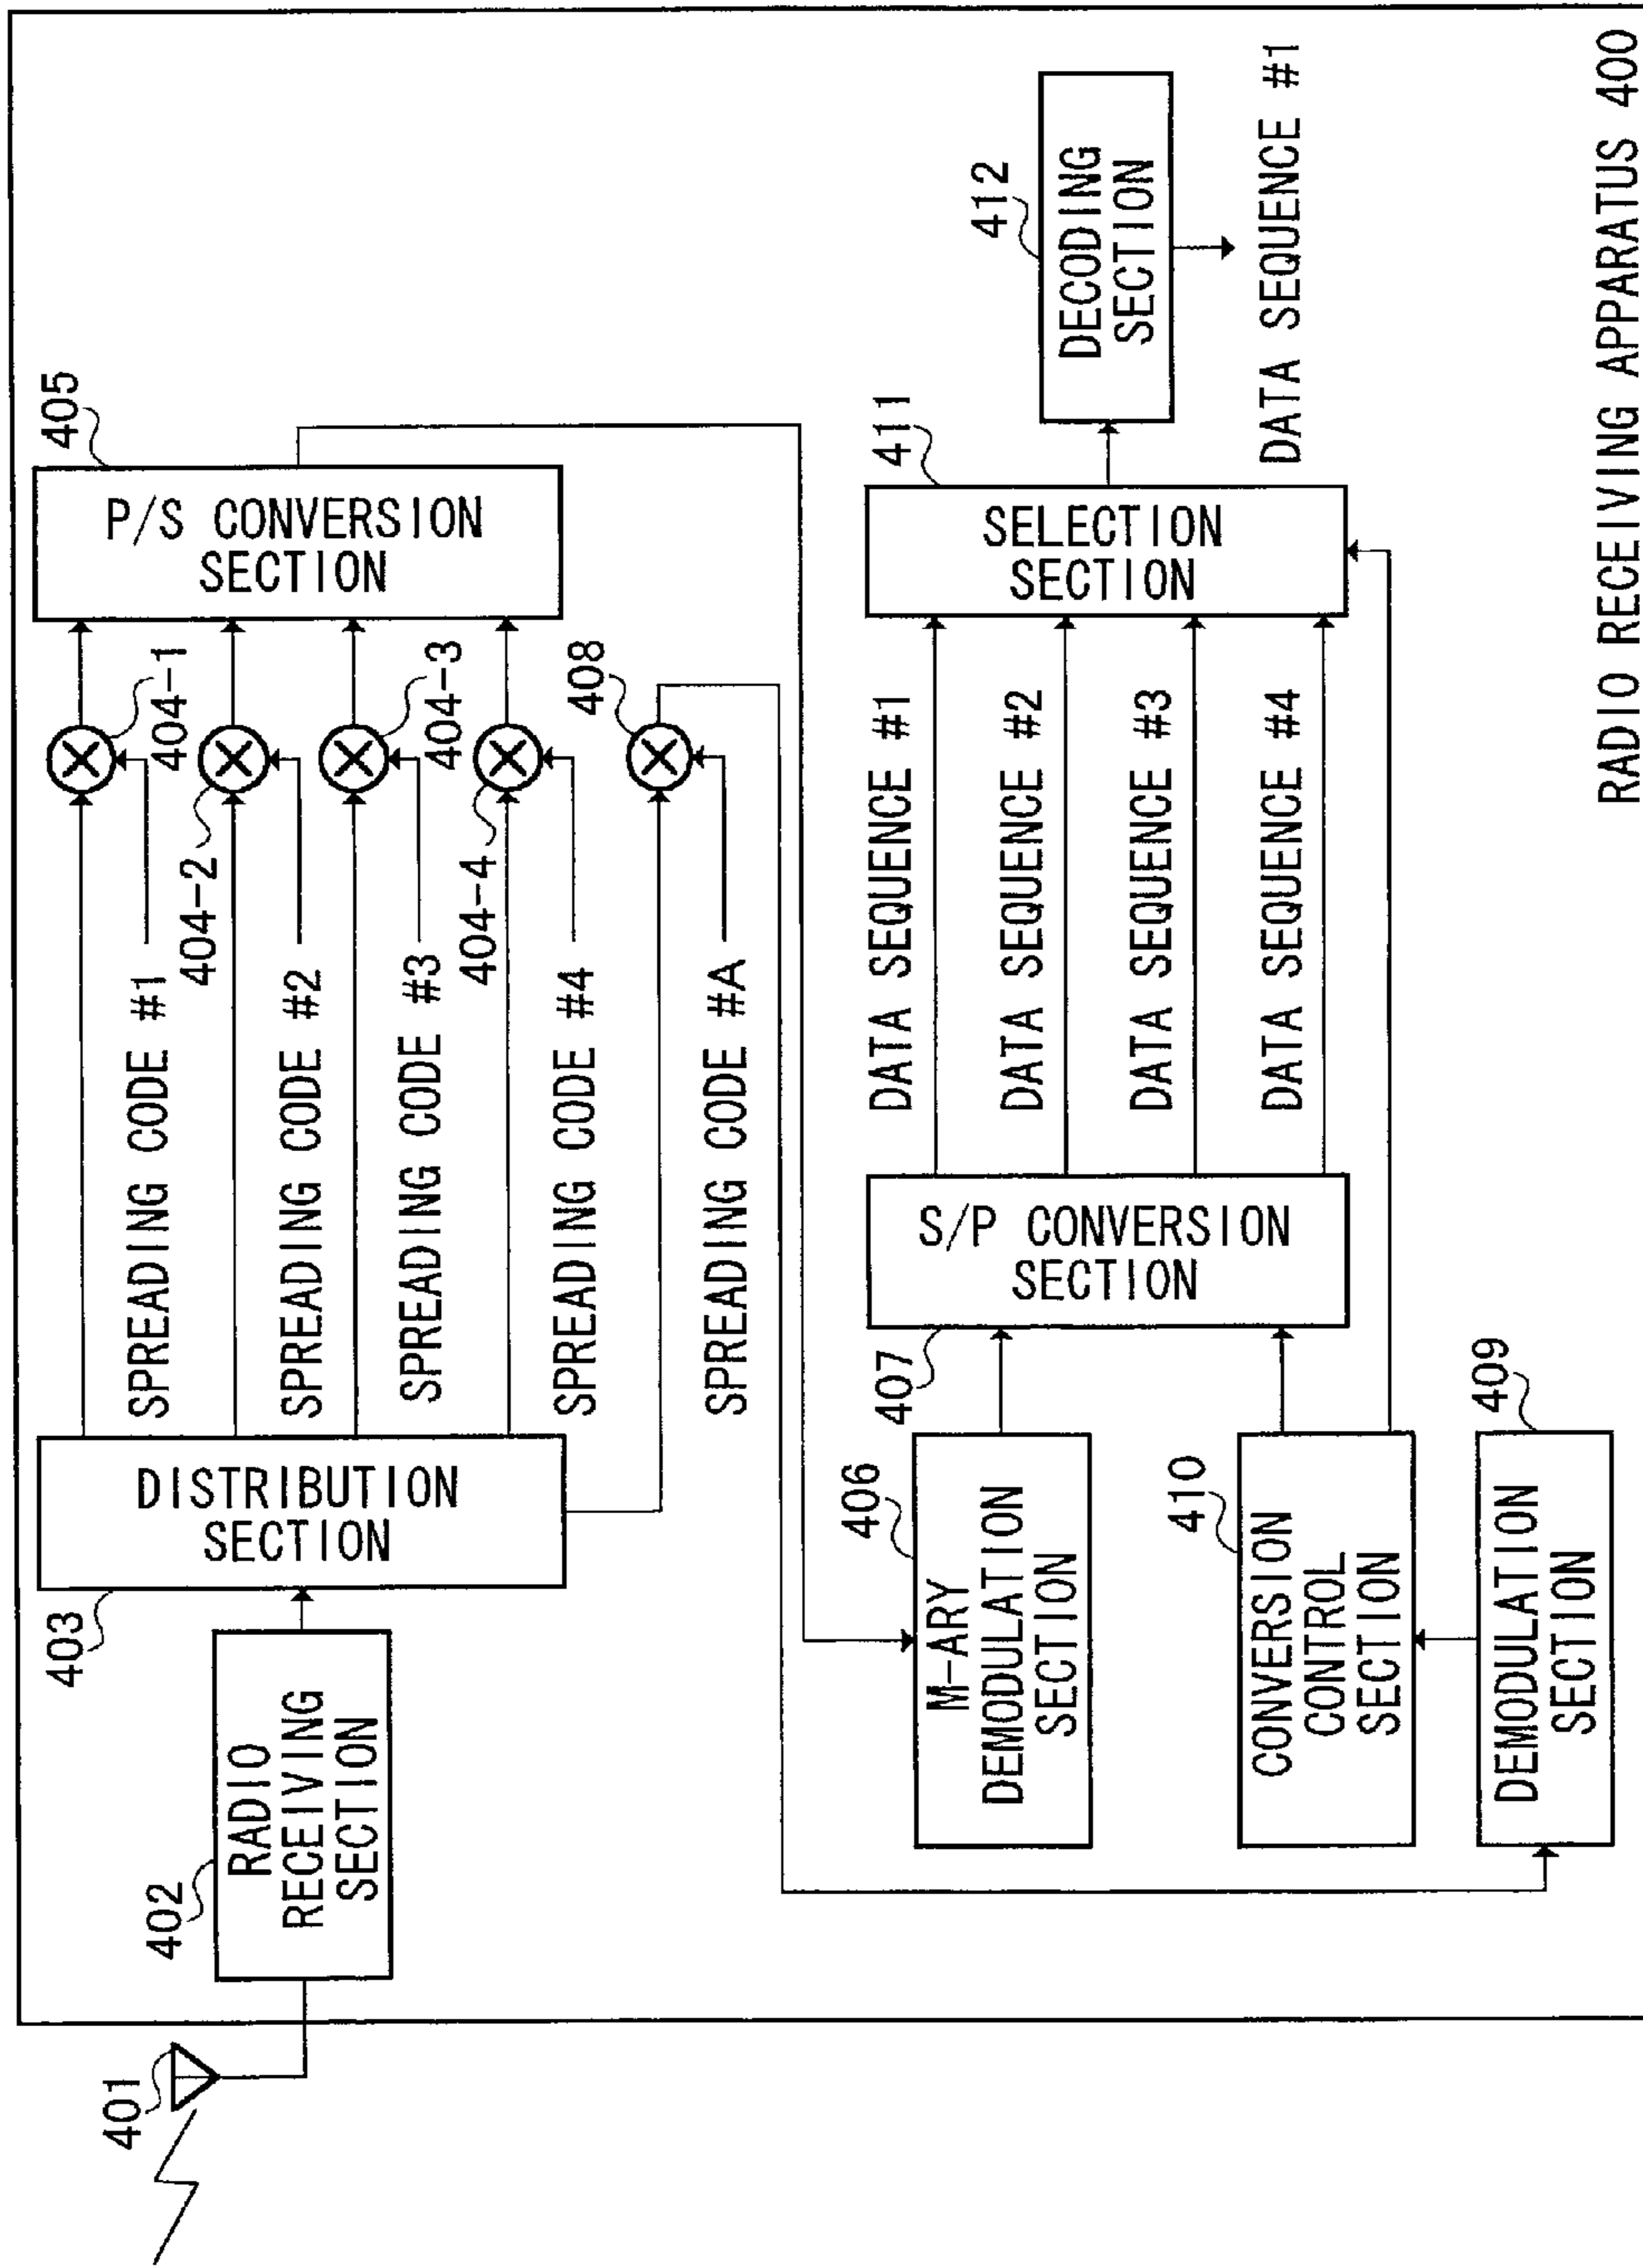 401
402
RADIO
RECEIVING
SECTION
403
DISTRIBUTION
SECTION
SPREADING CODE #1
404-1
404-2
SPREADING CODE #2
SPREADING CODE #3
404-3
404-4
SPREADING CODE #4
408
SPREADING CODE #A
405
P/S CONVERSION
SECTION
406
M-ARY
DEMODULATION
SECTION
410
CONVERSION
CONTROL
SECTION
409
DEMODULATION
SECTION
407
S/P CONVERSION
SECTION
DATA SEQUENCE #1
DATA SEQUENCE #2
DATA SEQUENCE #3
DATA SEQUENCE #4
411
SELECTION
SECTION
412
DECODING
SECTION
DATA SEQUENCE #1
RADIO RECEIVING APPARATUS 400